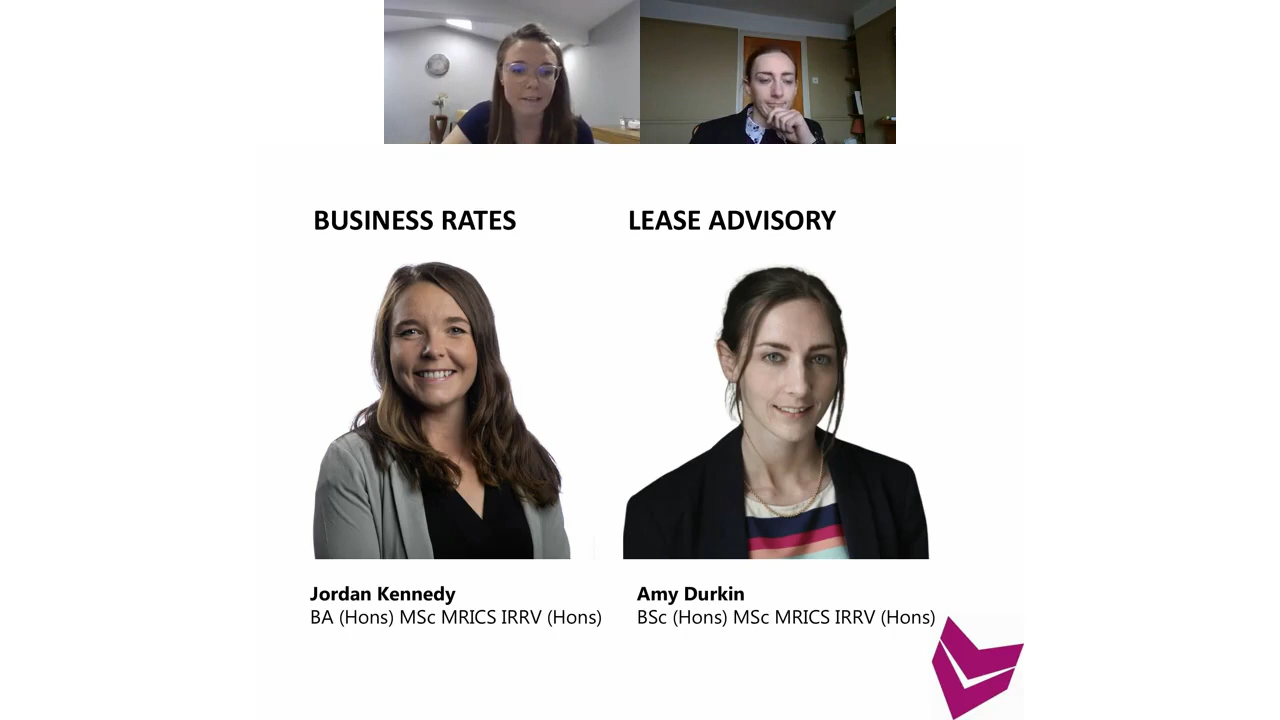 BUSINESS RATES
LEASE ADVISORY
Jordan Kennedy
BA (Hons) MSc MRICS IRRV (Hons)
Amy Durkin
BSc (Hons) MSc MRICS IRRV (Hons)